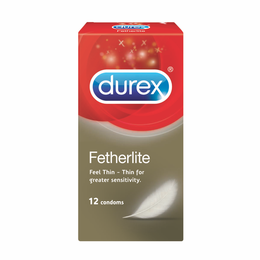 durex®
Fetherlite
Feel Thin - Thin for
greater sensitivity.
12 condoms